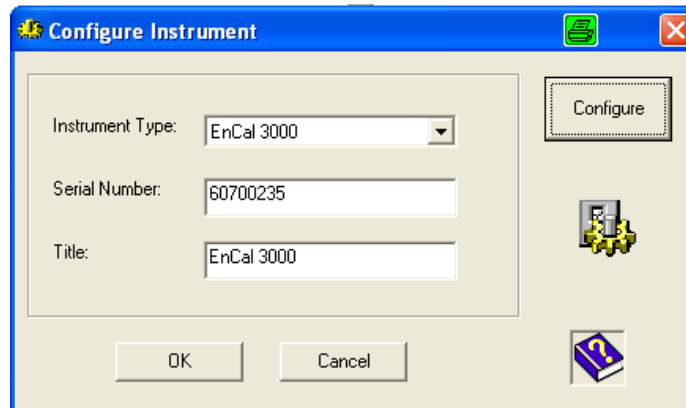 Configure Instrument
Instrument Type: EnCal 3000
Configure
Serial Number: 60700235
Title: EnCal 3000
OK Cancel
?